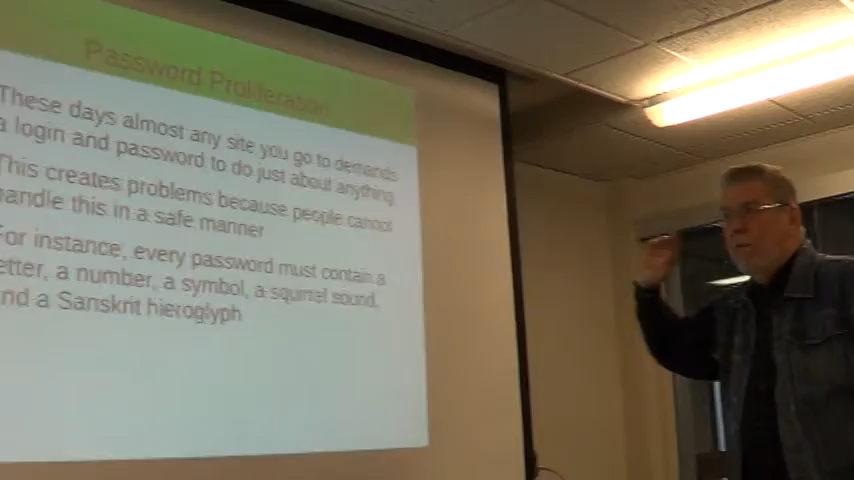 Password Proliferation
These days almost any site you go to demands
a login and password to do just about anything.
This creates problems because people cannot
handle this in a safe manner
For instance, every password must contain a
etter, a number, a symbol, a squirrel sound,
nd a Sanskrit hieroglyph